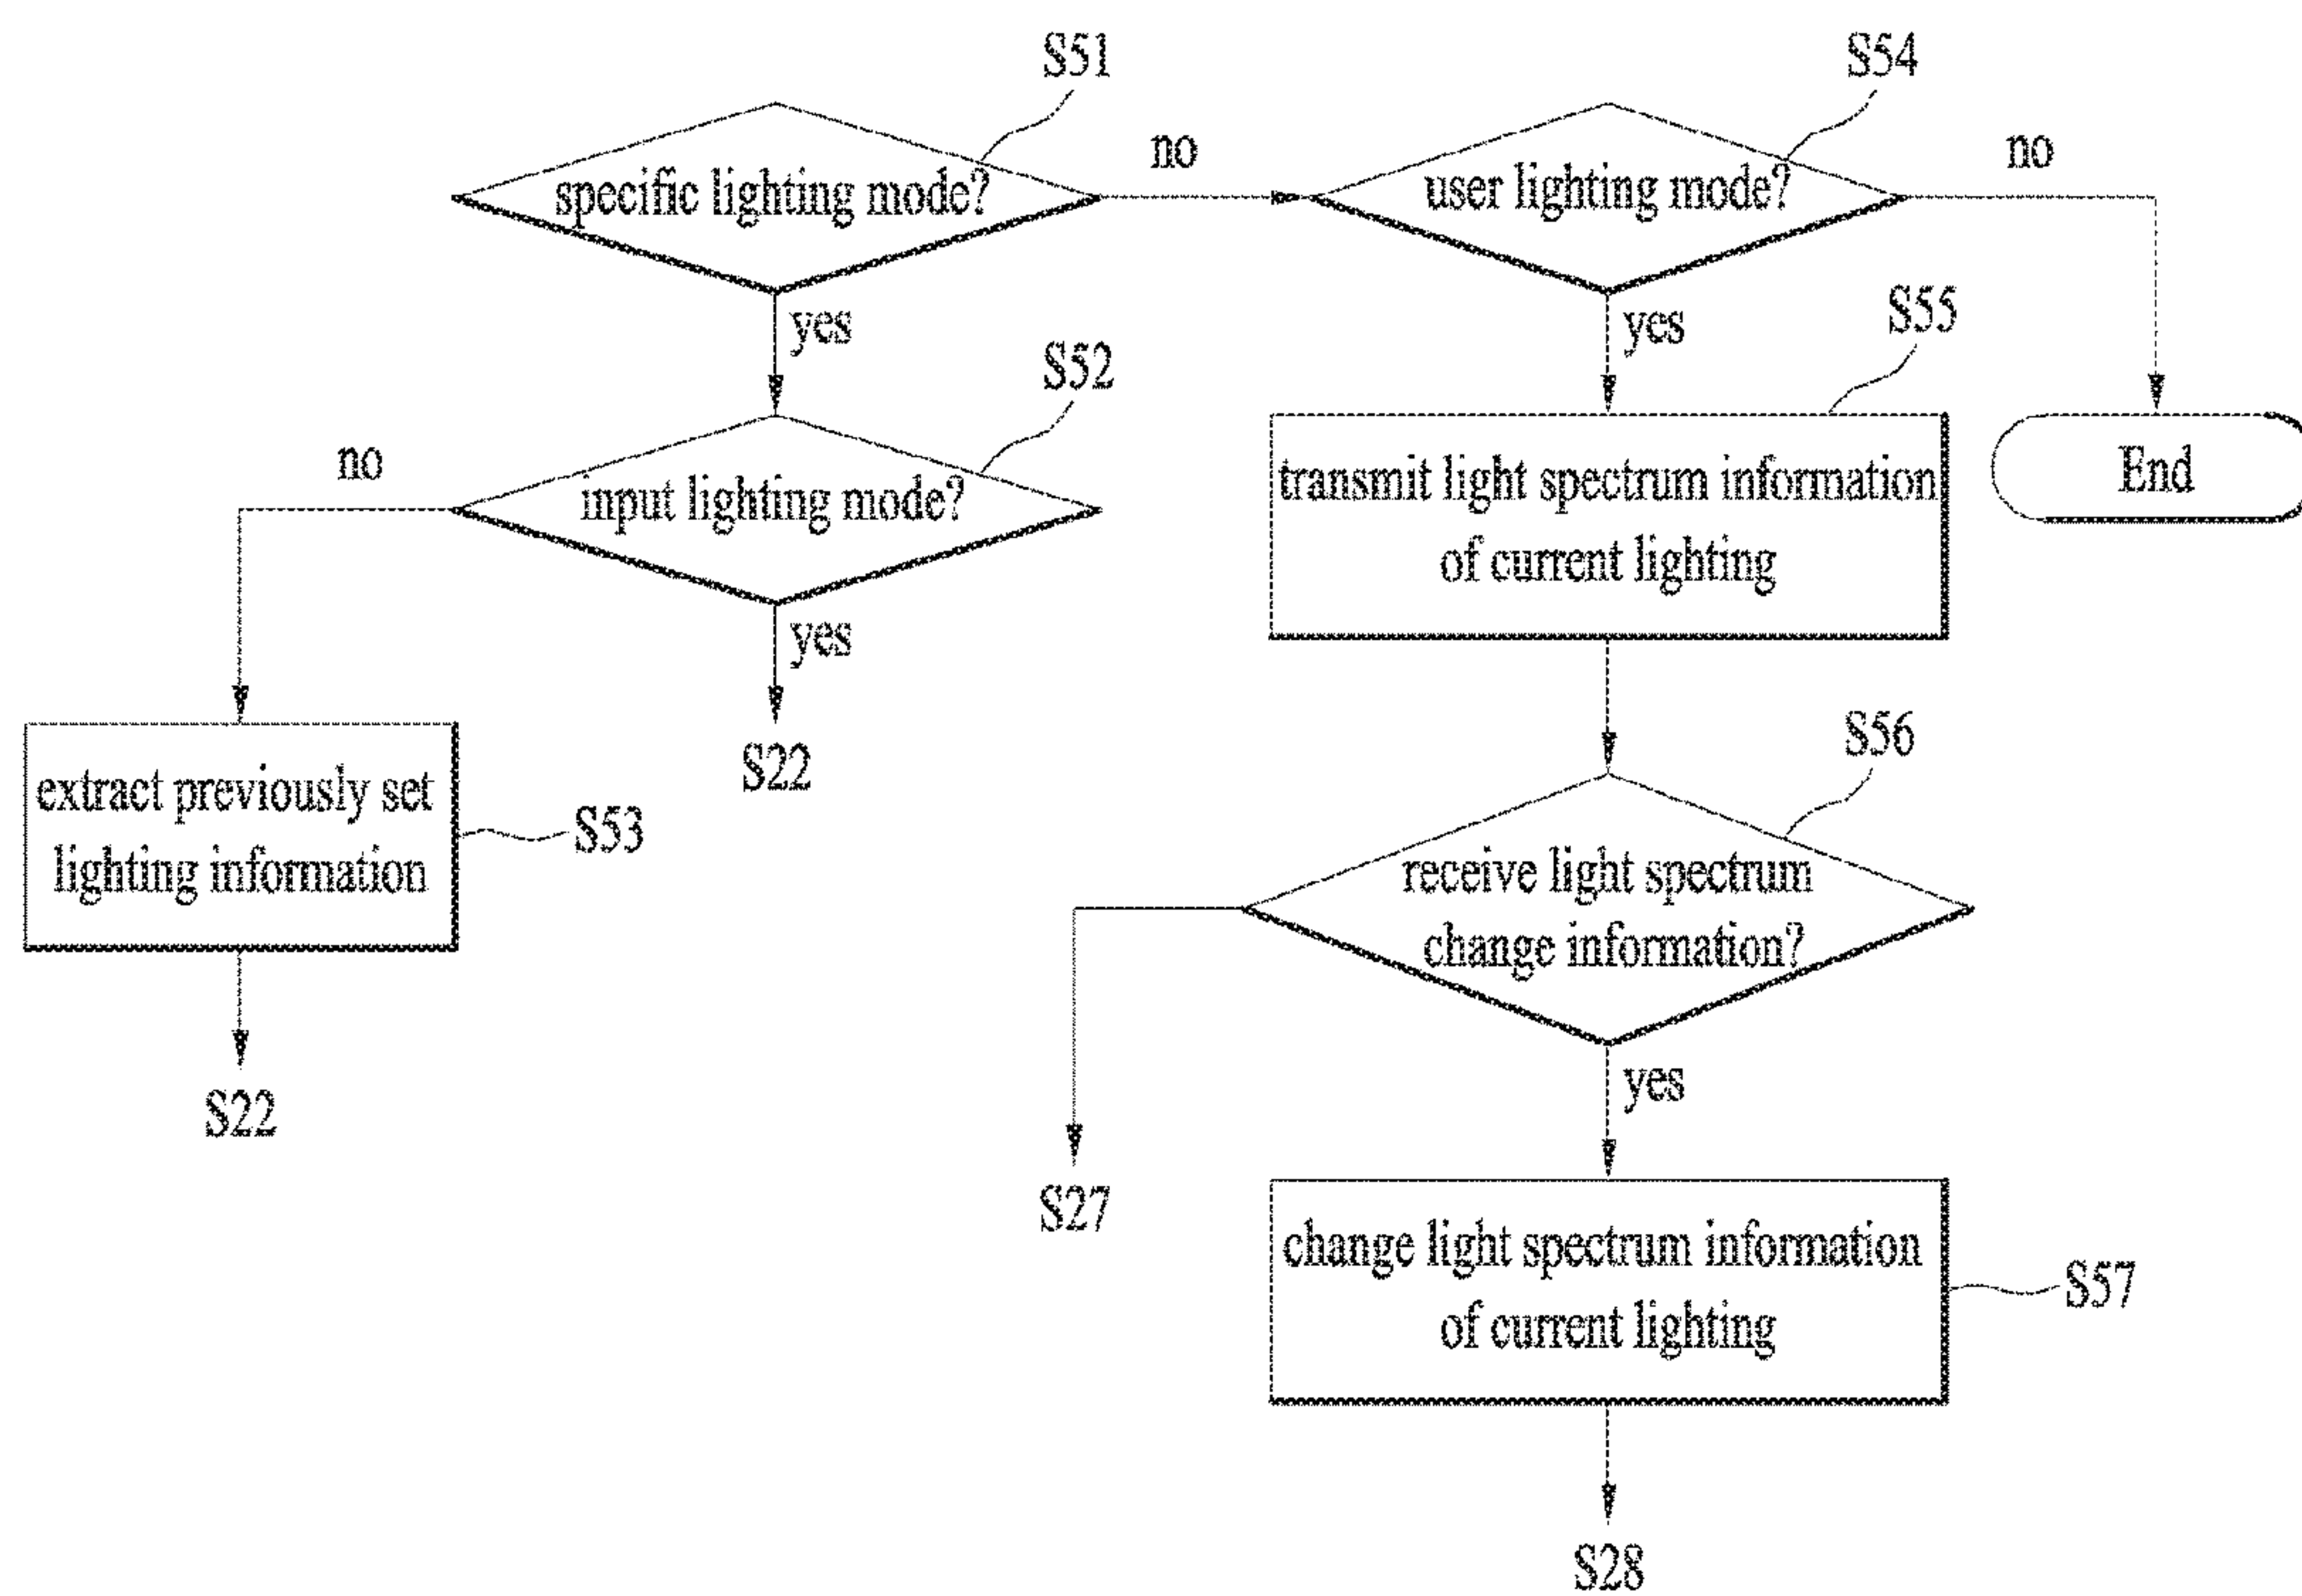 S51
S54
no
no
specific lighting mode?
user lighting mode?
yes
yes
S55
S52
no
input lighting mode?
transmit light spectrum information
of current lighting
End
yes
S22
extract previously set
lighting information
S53
S22
S56
receive light spectrum
change information?
yes
S27
change light spectrum information
of current lighting
S57
S28